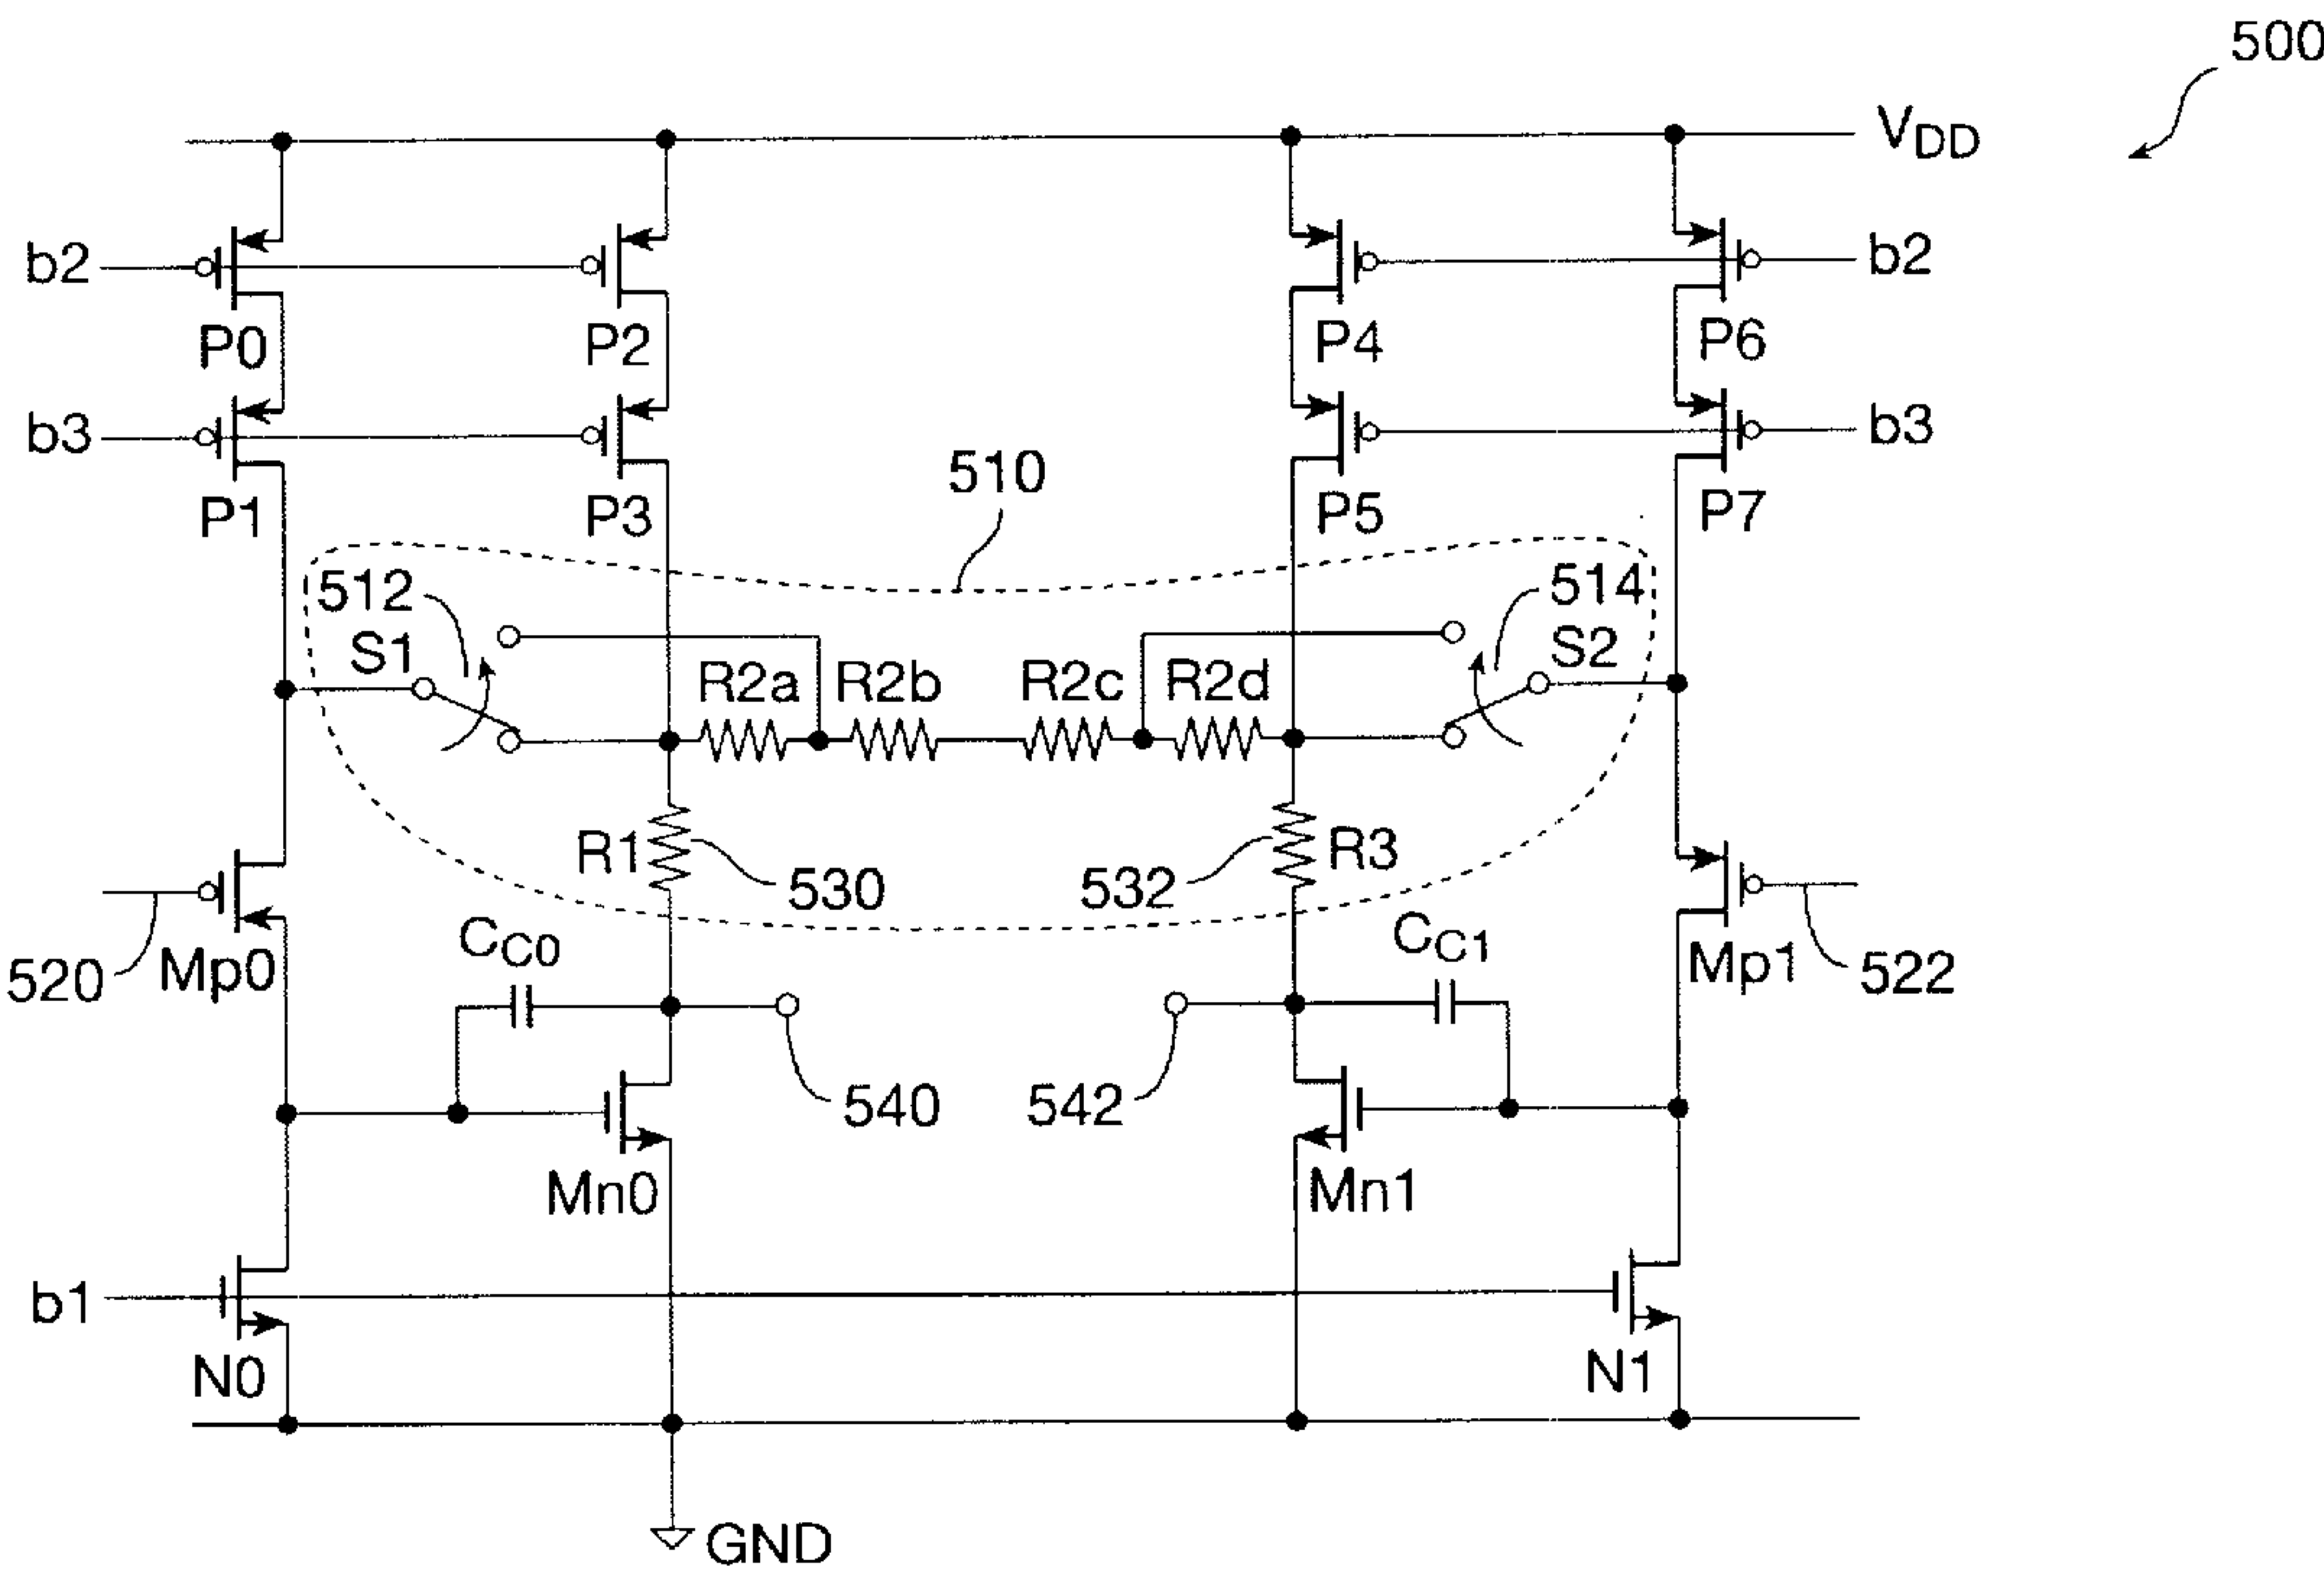 500
VDD
b2
b2
P0
P2
P4
P6
b3
b3
510
P1
P3
P5
P7
512
514
S1
S2
R2a
R2b
R2c
R2d
R1
530
532
R3
CC0
CC1
520
Mp0
Mp1
522
540
542
Mn0
Mn1
b1
N0
N1
GND